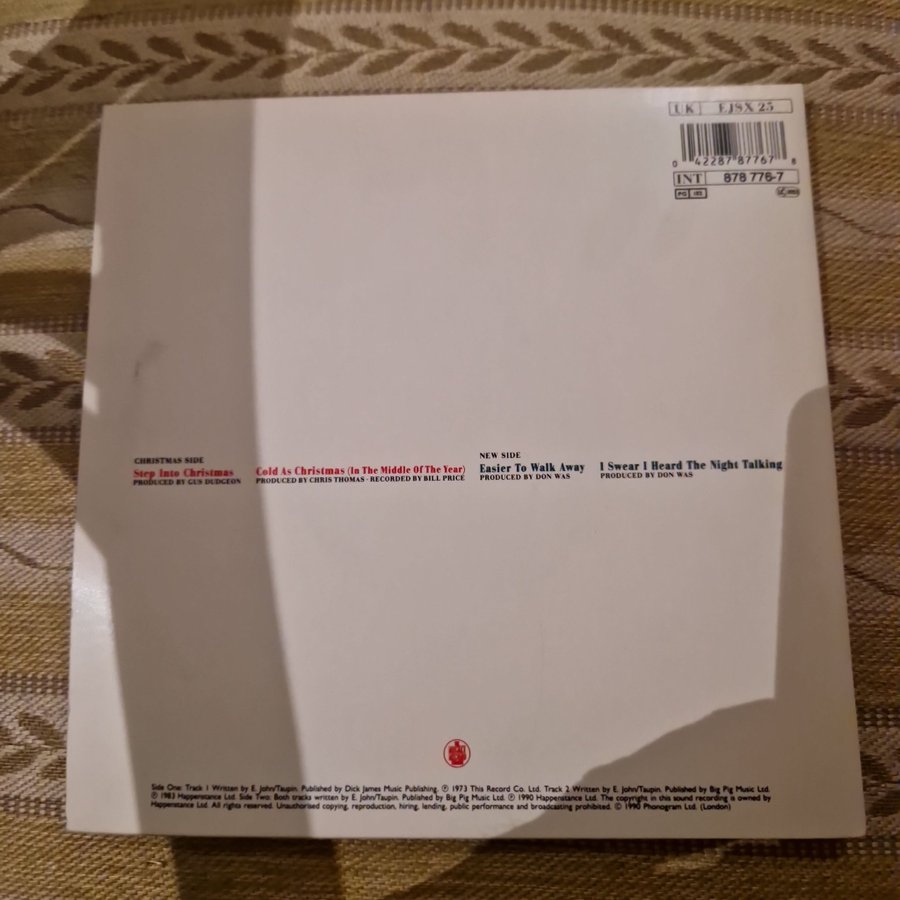 UK EJSX 25
0 42287 87767 8
INT 878 776-7
CHRISTMAS SIDE
Step Into Christmas
PRODUCED BY GUS DUDGEON
Cold As Christmas (In The Middle Of The Year)
PRODUCED BY CHRIS THOMAS · RECORDED BY BILL PRICE
NEW SIDE
Easier To Walk Away
PRODUCED BY DON WAS
I Swear I Heard The Night Talking
PRODUCED BY DON WAS
Side One: Track 1 Written by E. John/Taupin. Published by Dick James Music Publishing. ℗ 1973 This Record Co. Ltd. Track 2 Written by E. John/Taupin. Published by Big Pig Music Ltd.
℗ 1983 Happenstance Ltd. Side Two: Both tracks written by E. John/Taupin. Published by Big Pig Music Ltd. ℗ 1990 Happenstance Ltd. The copyright in this sound recording is owned by
Happenstance Ltd. All rights reserved. Unauthorised copying, reproduction, hiring, lending, public performance and broadcasting prohibited. © 1990 Phonogram Ltd. (London)